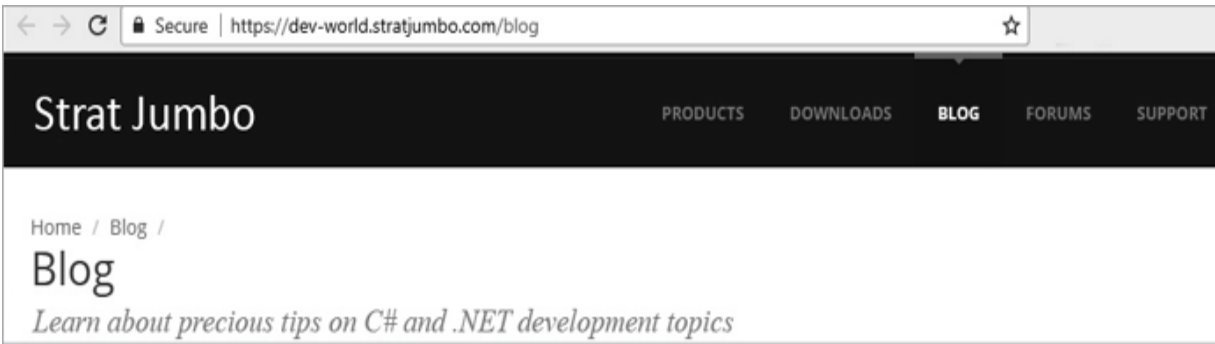 Secure | https://dev-world.stratjumbo.com/blog
Strat Jumbo PRODUCTS DOWNLOADS BLOG FORUMS SUPPORT
Home / Blog /
Blog
Learn about precious tips on C# and .NET development topics